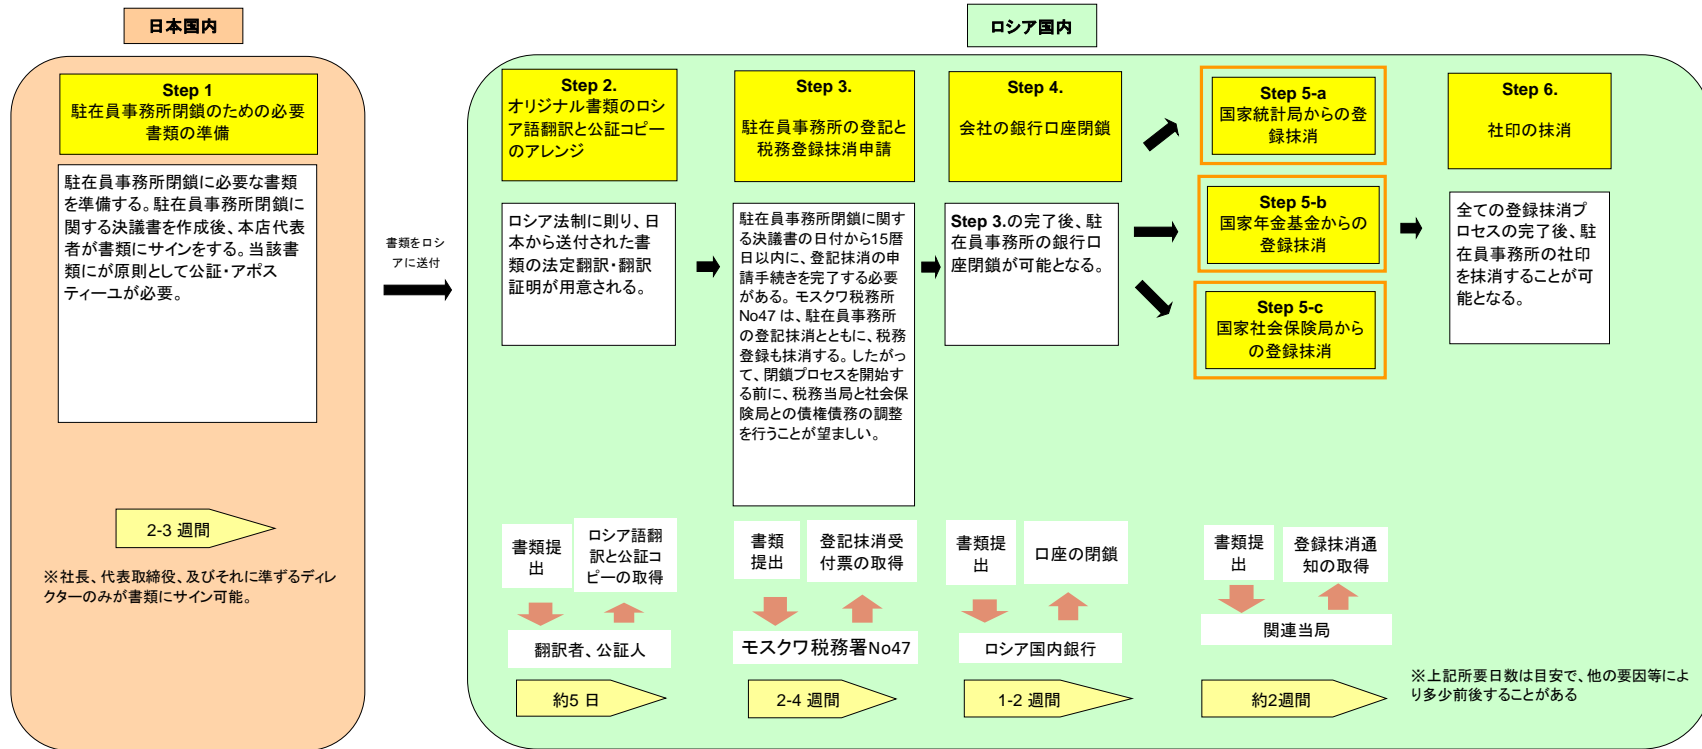 日本国内
ロシア国内
Step 1
駐在員事務所閉鎖のための必要
書類の準備
駐在員事務所閉鎖に必要な書類
を準備する。駐在員事務所閉鎖に
関する決議書を作成後、本店代表
者が書類にサインをする。当該書
類にが原則として公証・アポス
ティーユが必要。
2-3 週間
※社長、代表取締役、及びそれに準ずるディレ
クターのみが書類にサイン可能。
書類をロシ
アに送付
Step 2.
オリジナル書類のロシ
ア語翻訳と公証コピー
のアレンジ
ロシア法制に則り、日
本から送付された書
類の法定翻訳・翻訳
証明が用意される。
書類提
出
ロシア語翻
訳と公証コ
ピーの取得
翻訳者、公証人
約5 日
Step 3.
駐在員事務所の登記と
税務登録抹消申請
駐在員事務所閉鎖に関す
る決議書の日付から15暦
日以内に、登記抹消の申
請手続きを完了する必要
がある。モスクワ税務所
No47 は、駐在員事務所
の登記抹消とともに、税務
登録も抹消する。したがっ
て、閉鎖プロセスを開始す
る前に、税務当局と社会保
険局との債権債務の調整
を行うことが望ましい。
書類
提出
登記抹消受
付票の取得
モスクワ税務署No47
2-4 週間
Step 4.
会社の銀行口座閉鎖
Step 3.の完了後、駐
在員事務所の銀行口
座閉鎖が可能となる。
書類提
出
口座の閉鎖
ロシア国内銀行
1-2 週間
Step 5-a
国家統計局からの登
録抹消
Step 5-b
国家年金基金からの
登録抹消
Step 5-c
国家社会保険局から
の登録抹消
書類提
出
登録抹消通
知の取得
関連当局
約2週間
Step 6.
社印の抹消
全ての登録抹消プ
ロセスの完了後、駐
在員事務所の社印
を抹消することが可
能となる。
※上記所要日数は目安で、他の要因等によ
り多少前後することがある